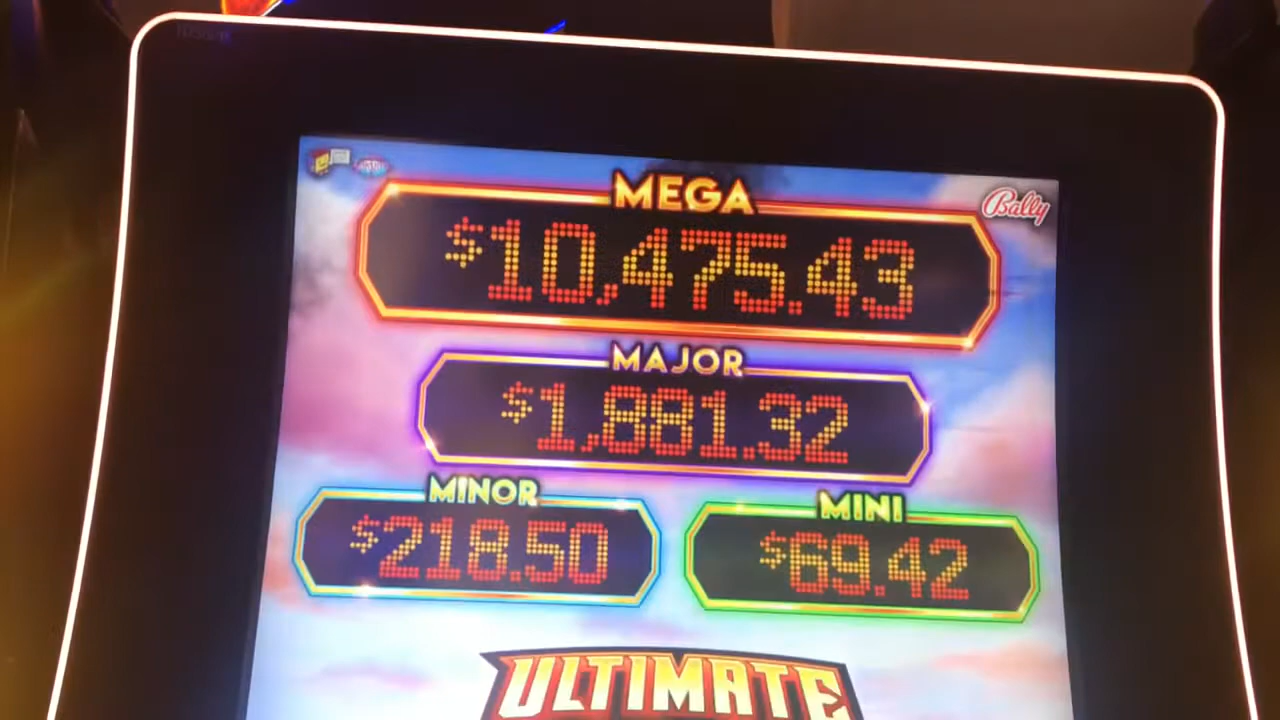 MEGA
Bally
$10,475.43
MAJOR
$1,881.32
MINOR
MINI
$218.50
$69.42
ULTIMATE